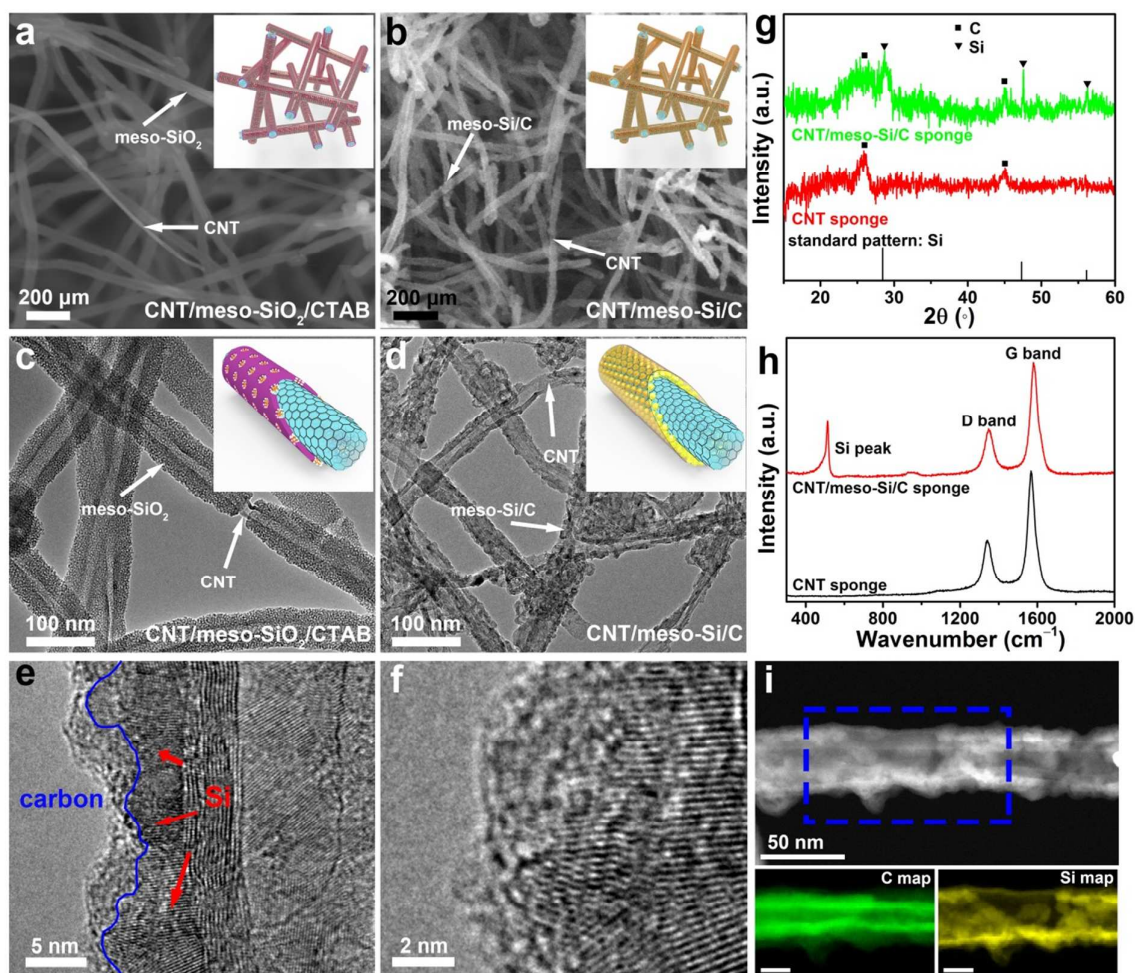 a
meso-SiO₂
CNT
200 µm
CNT/meso-SiO₂/CTAB
b
meso-Si/C
CNT
200 µm
CNT/meso-Si/C
g
■ C
▼ Si
Intensity (a.u.)
CNT/meso-Si/C sponge
CNT sponge
standard pattern: Si
20 30 40 50 60
2θ (◦)
c
meso-SiO₂
CNT
100 nm
CNT/meso-SiO₂/CTAB
d
CNT
meso-Si/C
100 nm
CNT/meso-Si/C
h
G band
D band
Si peak
Intensity (a.u.)
CNT/meso-Si/C sponge
CNT sponge
400 800 1200 1600 2000
Wavenumber (cm⁻¹)
e
carbon
Si
5 nm
f
2 nm
i
50 nm
C map
Si map